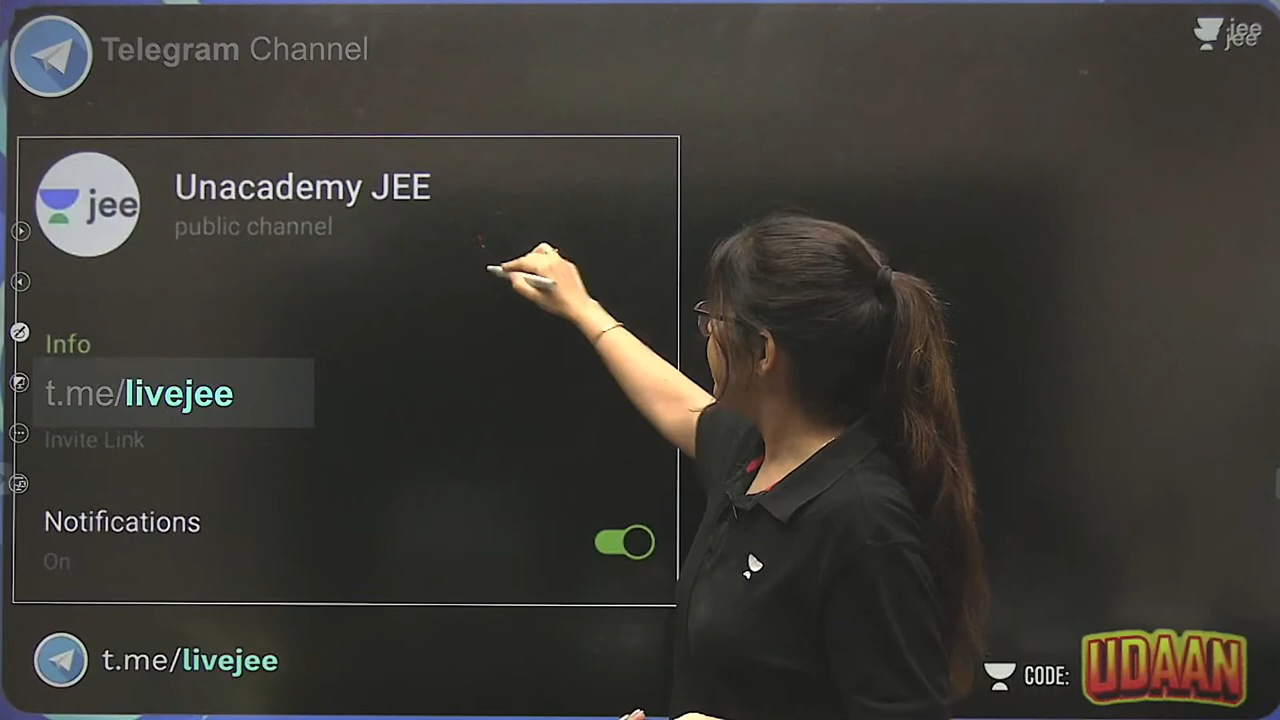 Telegram Channel
jee
jee
jee
Unacademy JEE
public channel
Info
t.me/livejee
Invite Link
Notifications
On
t.me/livejee
CODE:
UDAAN